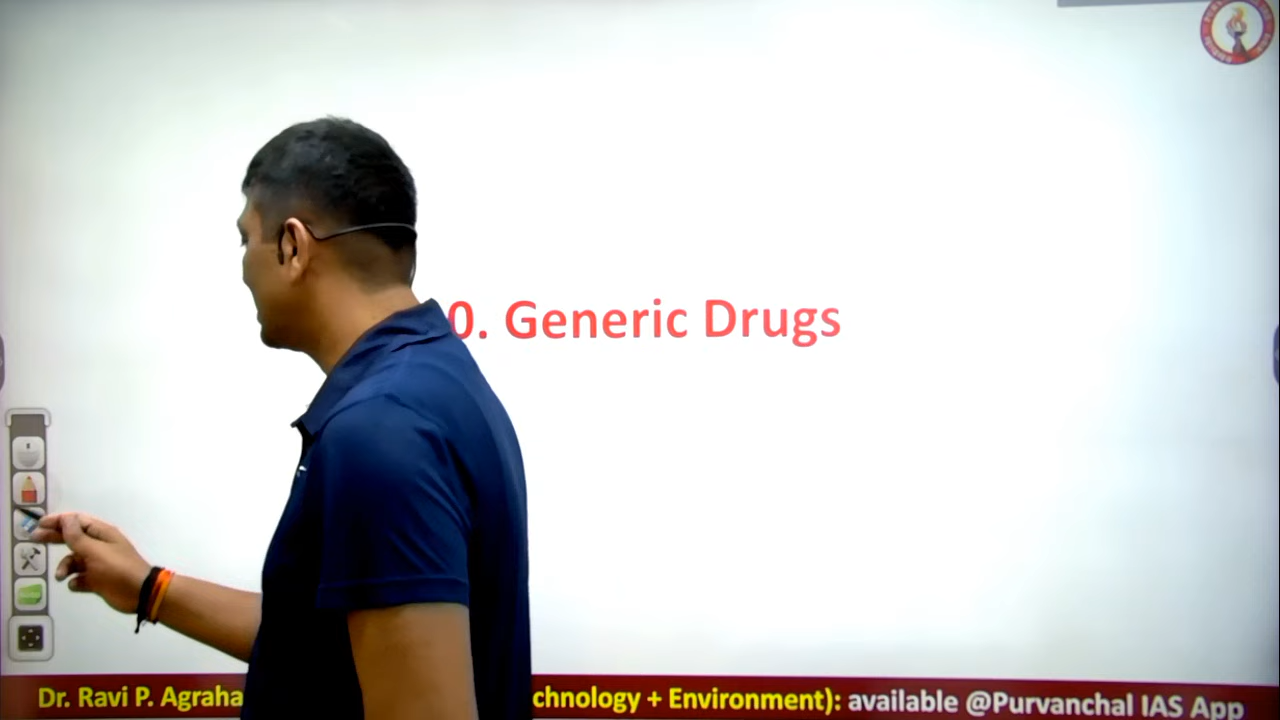 0. Generic Drugs
Dr. Ravi P. Agraha chnology + Environment): available @Purvanchal IAS App